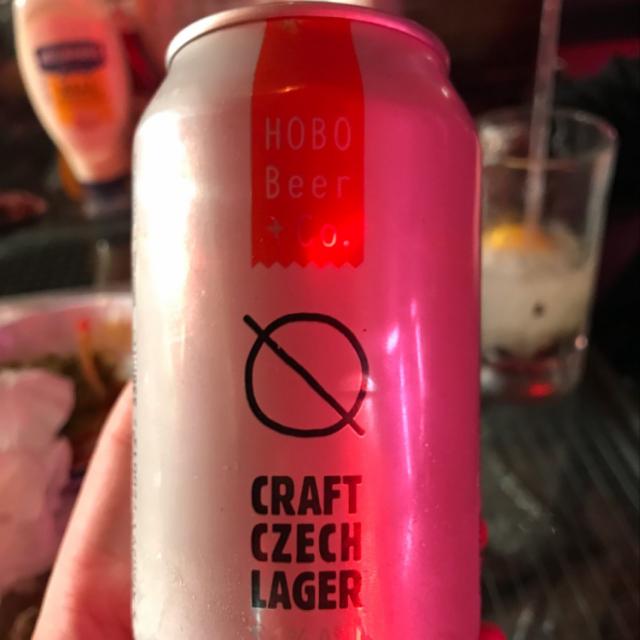 HOBO
Beer
+ Co.
CRAFT
CZECH
LAGER